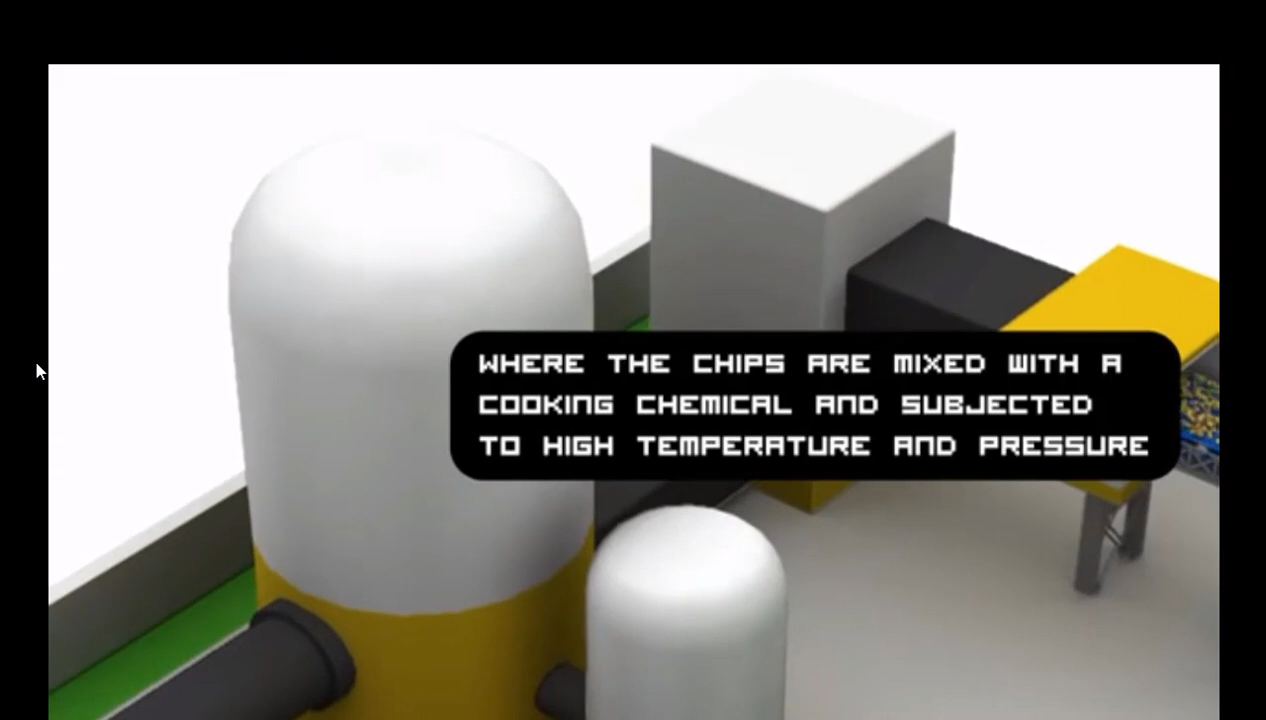 WHERE THE CHIPS ARE MIXED WITH A
COOKING CHEMICAL AND SUBJECTED
TO HIGH TEMPERATURE AND PRESSURE